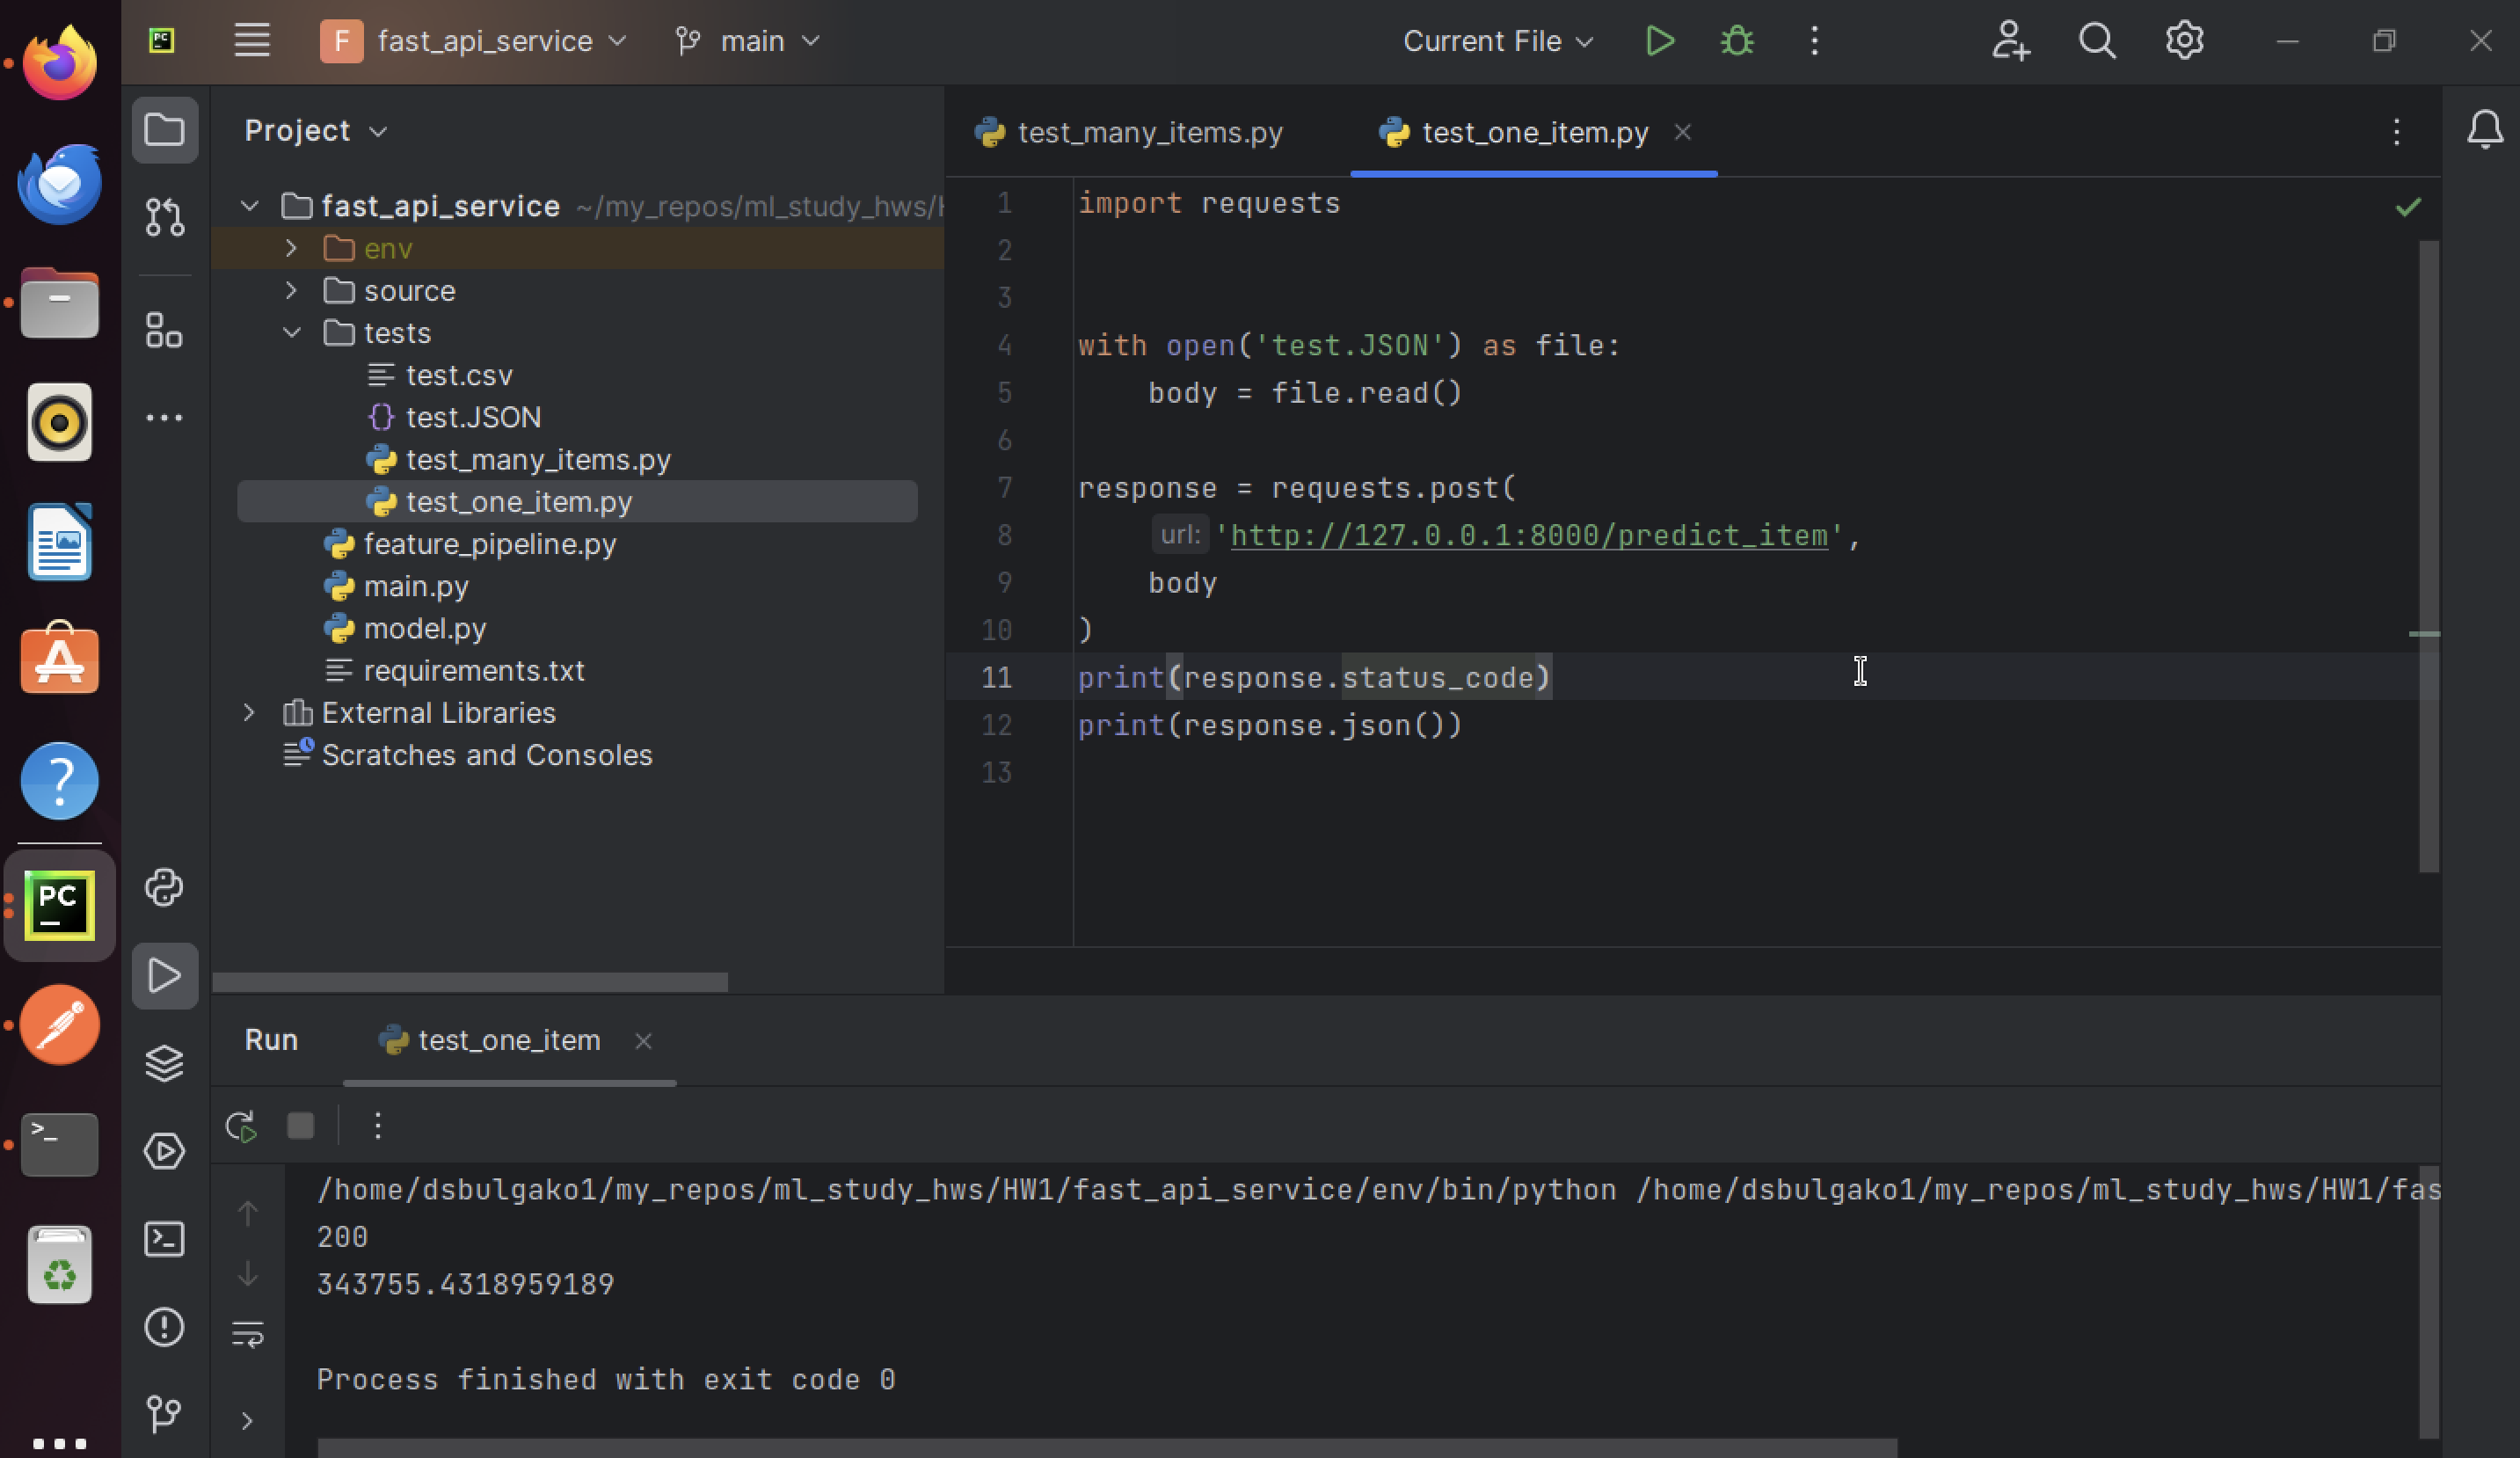 PC
F fast_api_service main Current File
Project
test_many_items.py test_one_item.py
fast_api_service ~/my_repos/ml_study_hws/
env
source
tests
test.csv
test.JSON
test_many_items.py
test_one_item.py
feature_pipeline.py
main.py
model.py
requirements.txt
External Libraries
Scratches and Consoles
1 import requests
2
3
4 with open('test.JSON') as file:
5 body = file.read()
6
7 response = requests.post(
8 url: 'http://127.0.0.1:8000/predict_item',
9 body
10 )
11 print(response.status_code)
12 print(response.json())
13
PC
Run test_one_item
/home/dsbulgako1/my_repos/ml_study_hws/HW1/fast_api_service/env/bin/python /home/dsbulgako1/my_repos/ml_study_hws/HW1/fas
200
343755.4318959189
Process finished with exit code 0